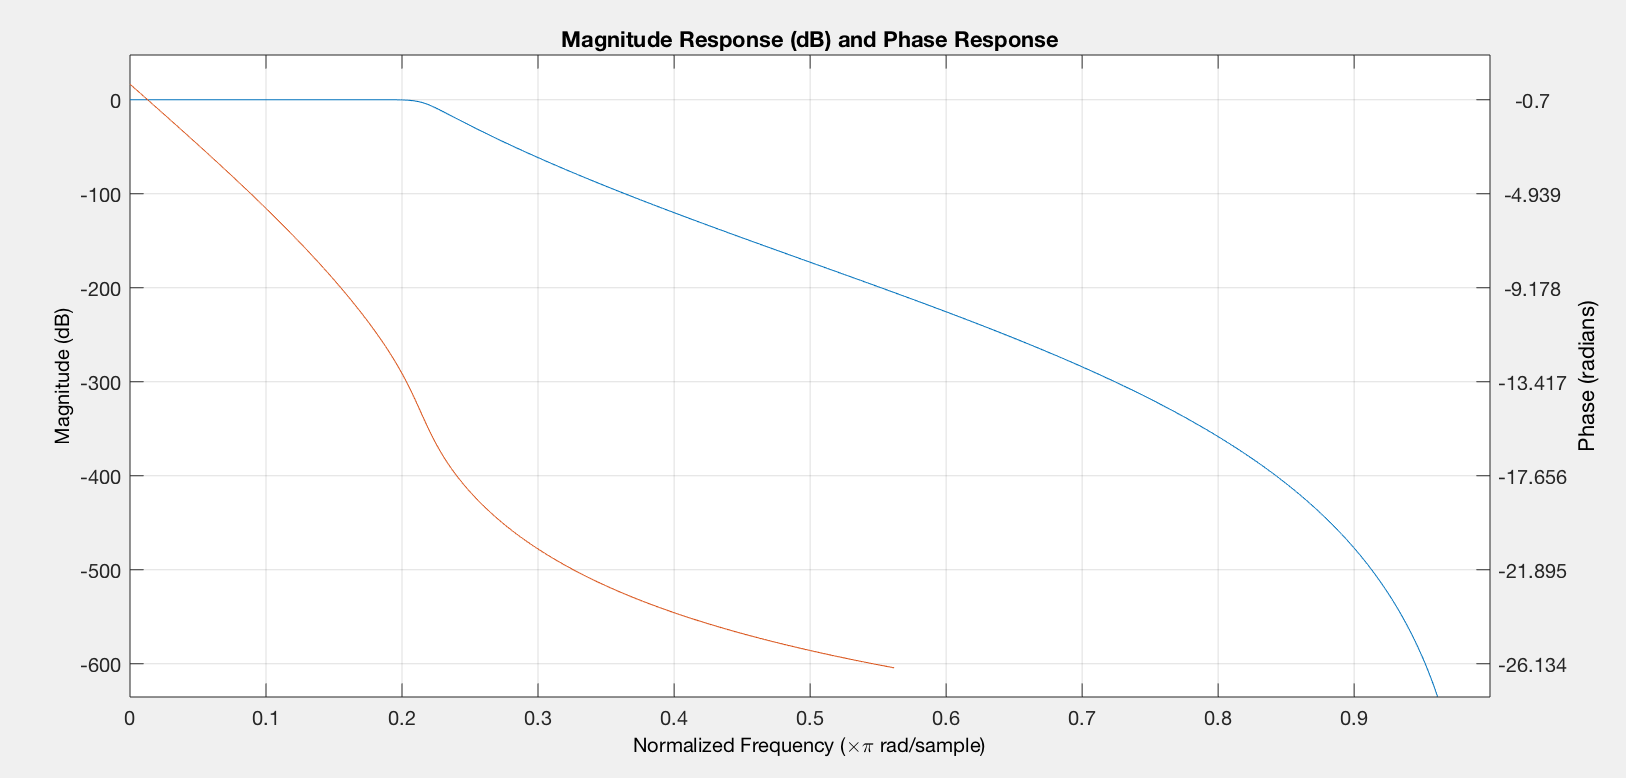 Magnitude Response (dB) and Phase Response
Magnitude (dB)
0
-100
-200
-300
-400
-500
-600
-0.7
-4.939
-9.178
-13.417
-17.656
-21.895
-26.134
Phase (radians)
0 0.1 0.2 0.3 0.4 0.5 0.6 0.7 0.8 0.9
Normalized Frequency (×π rad/sample)